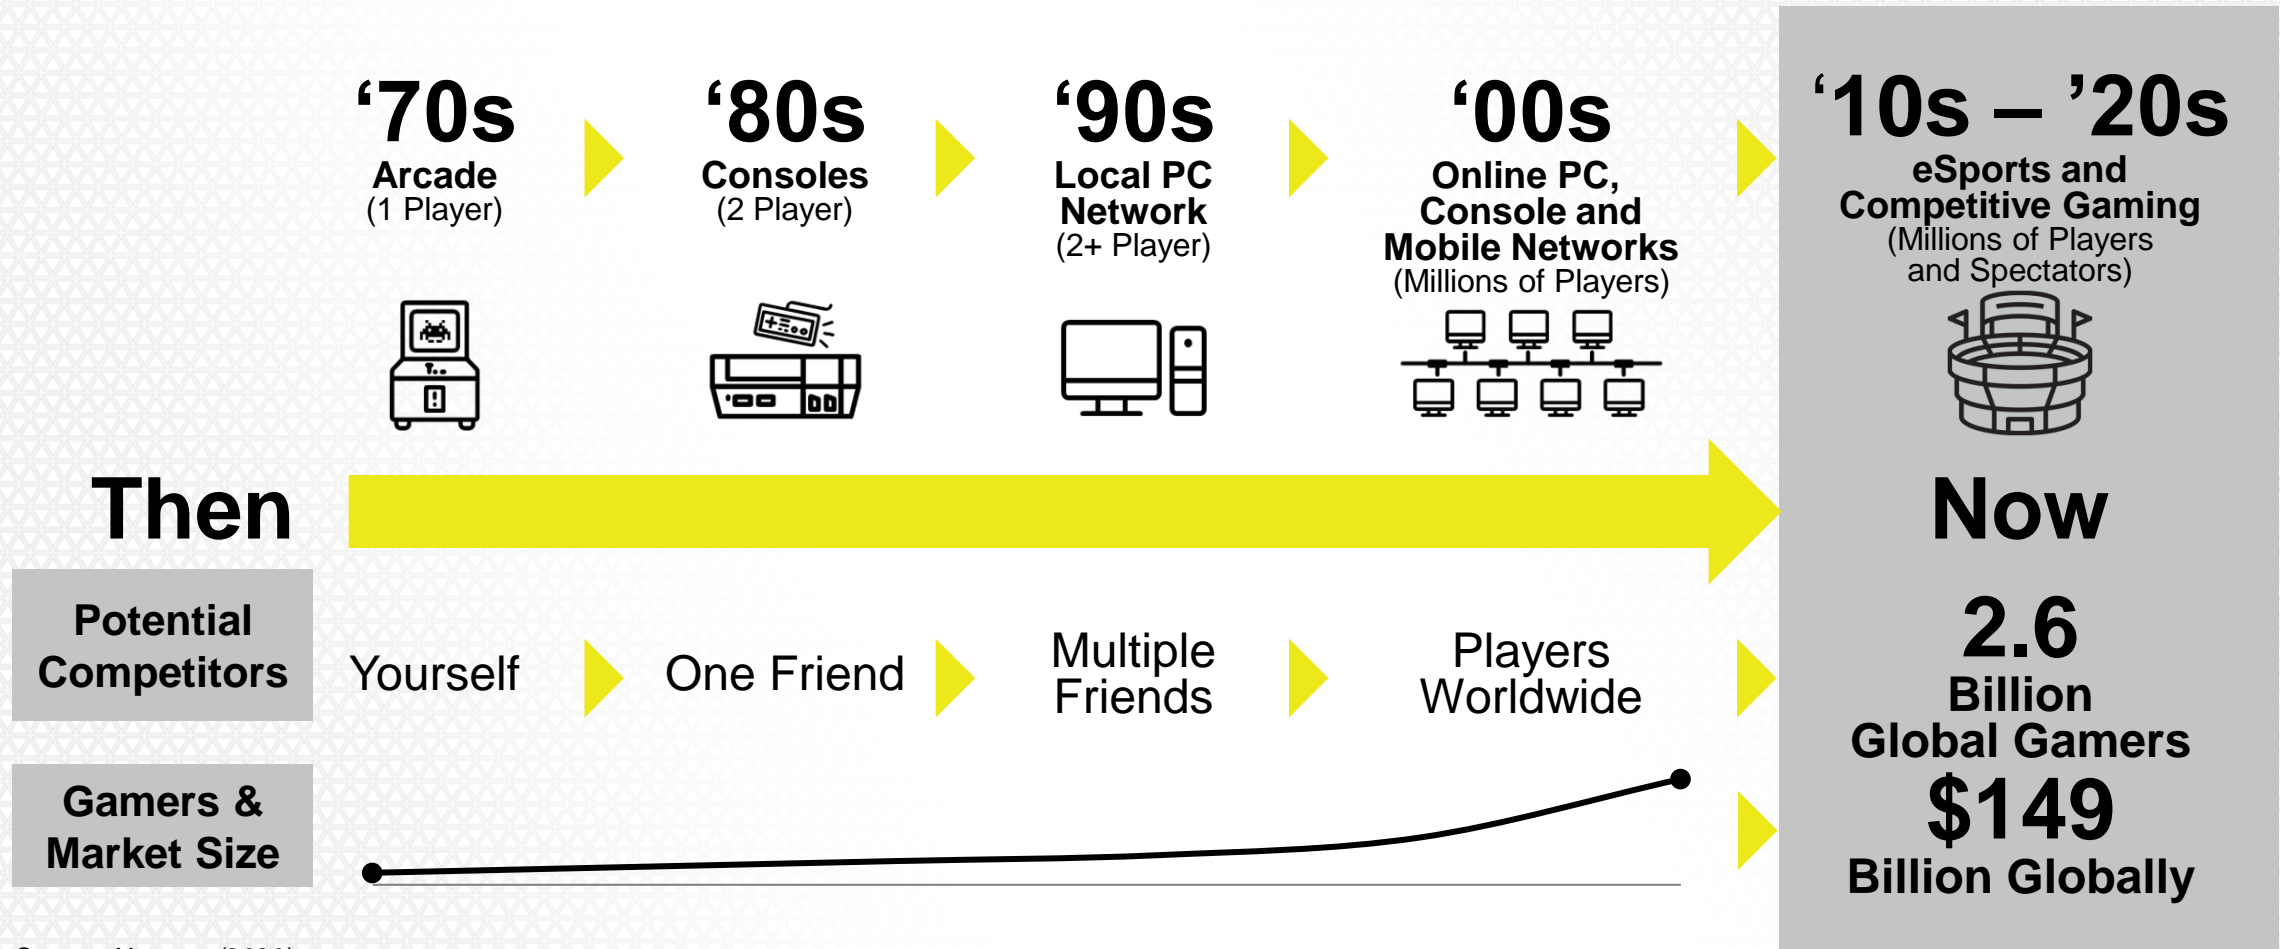 ‘70s
Arcade
(1 Player)
‘80s
Consoles
(2 Player)
‘90s
Local PC
Network
(2+ Player)
‘00s
Online PC,
Console and
Mobile Networks
(Millions of Players)
‘10s – ’20s
eSports and
Competitive Gaming
(Millions of Players
and Spectators)
Then
Now
Potential
Competitors
Yourself
One Friend
Multiple
Friends
Players
Worldwide
2.6
Billion
Global Gamers
Gamers &
Market Size
$149
Billion Globally